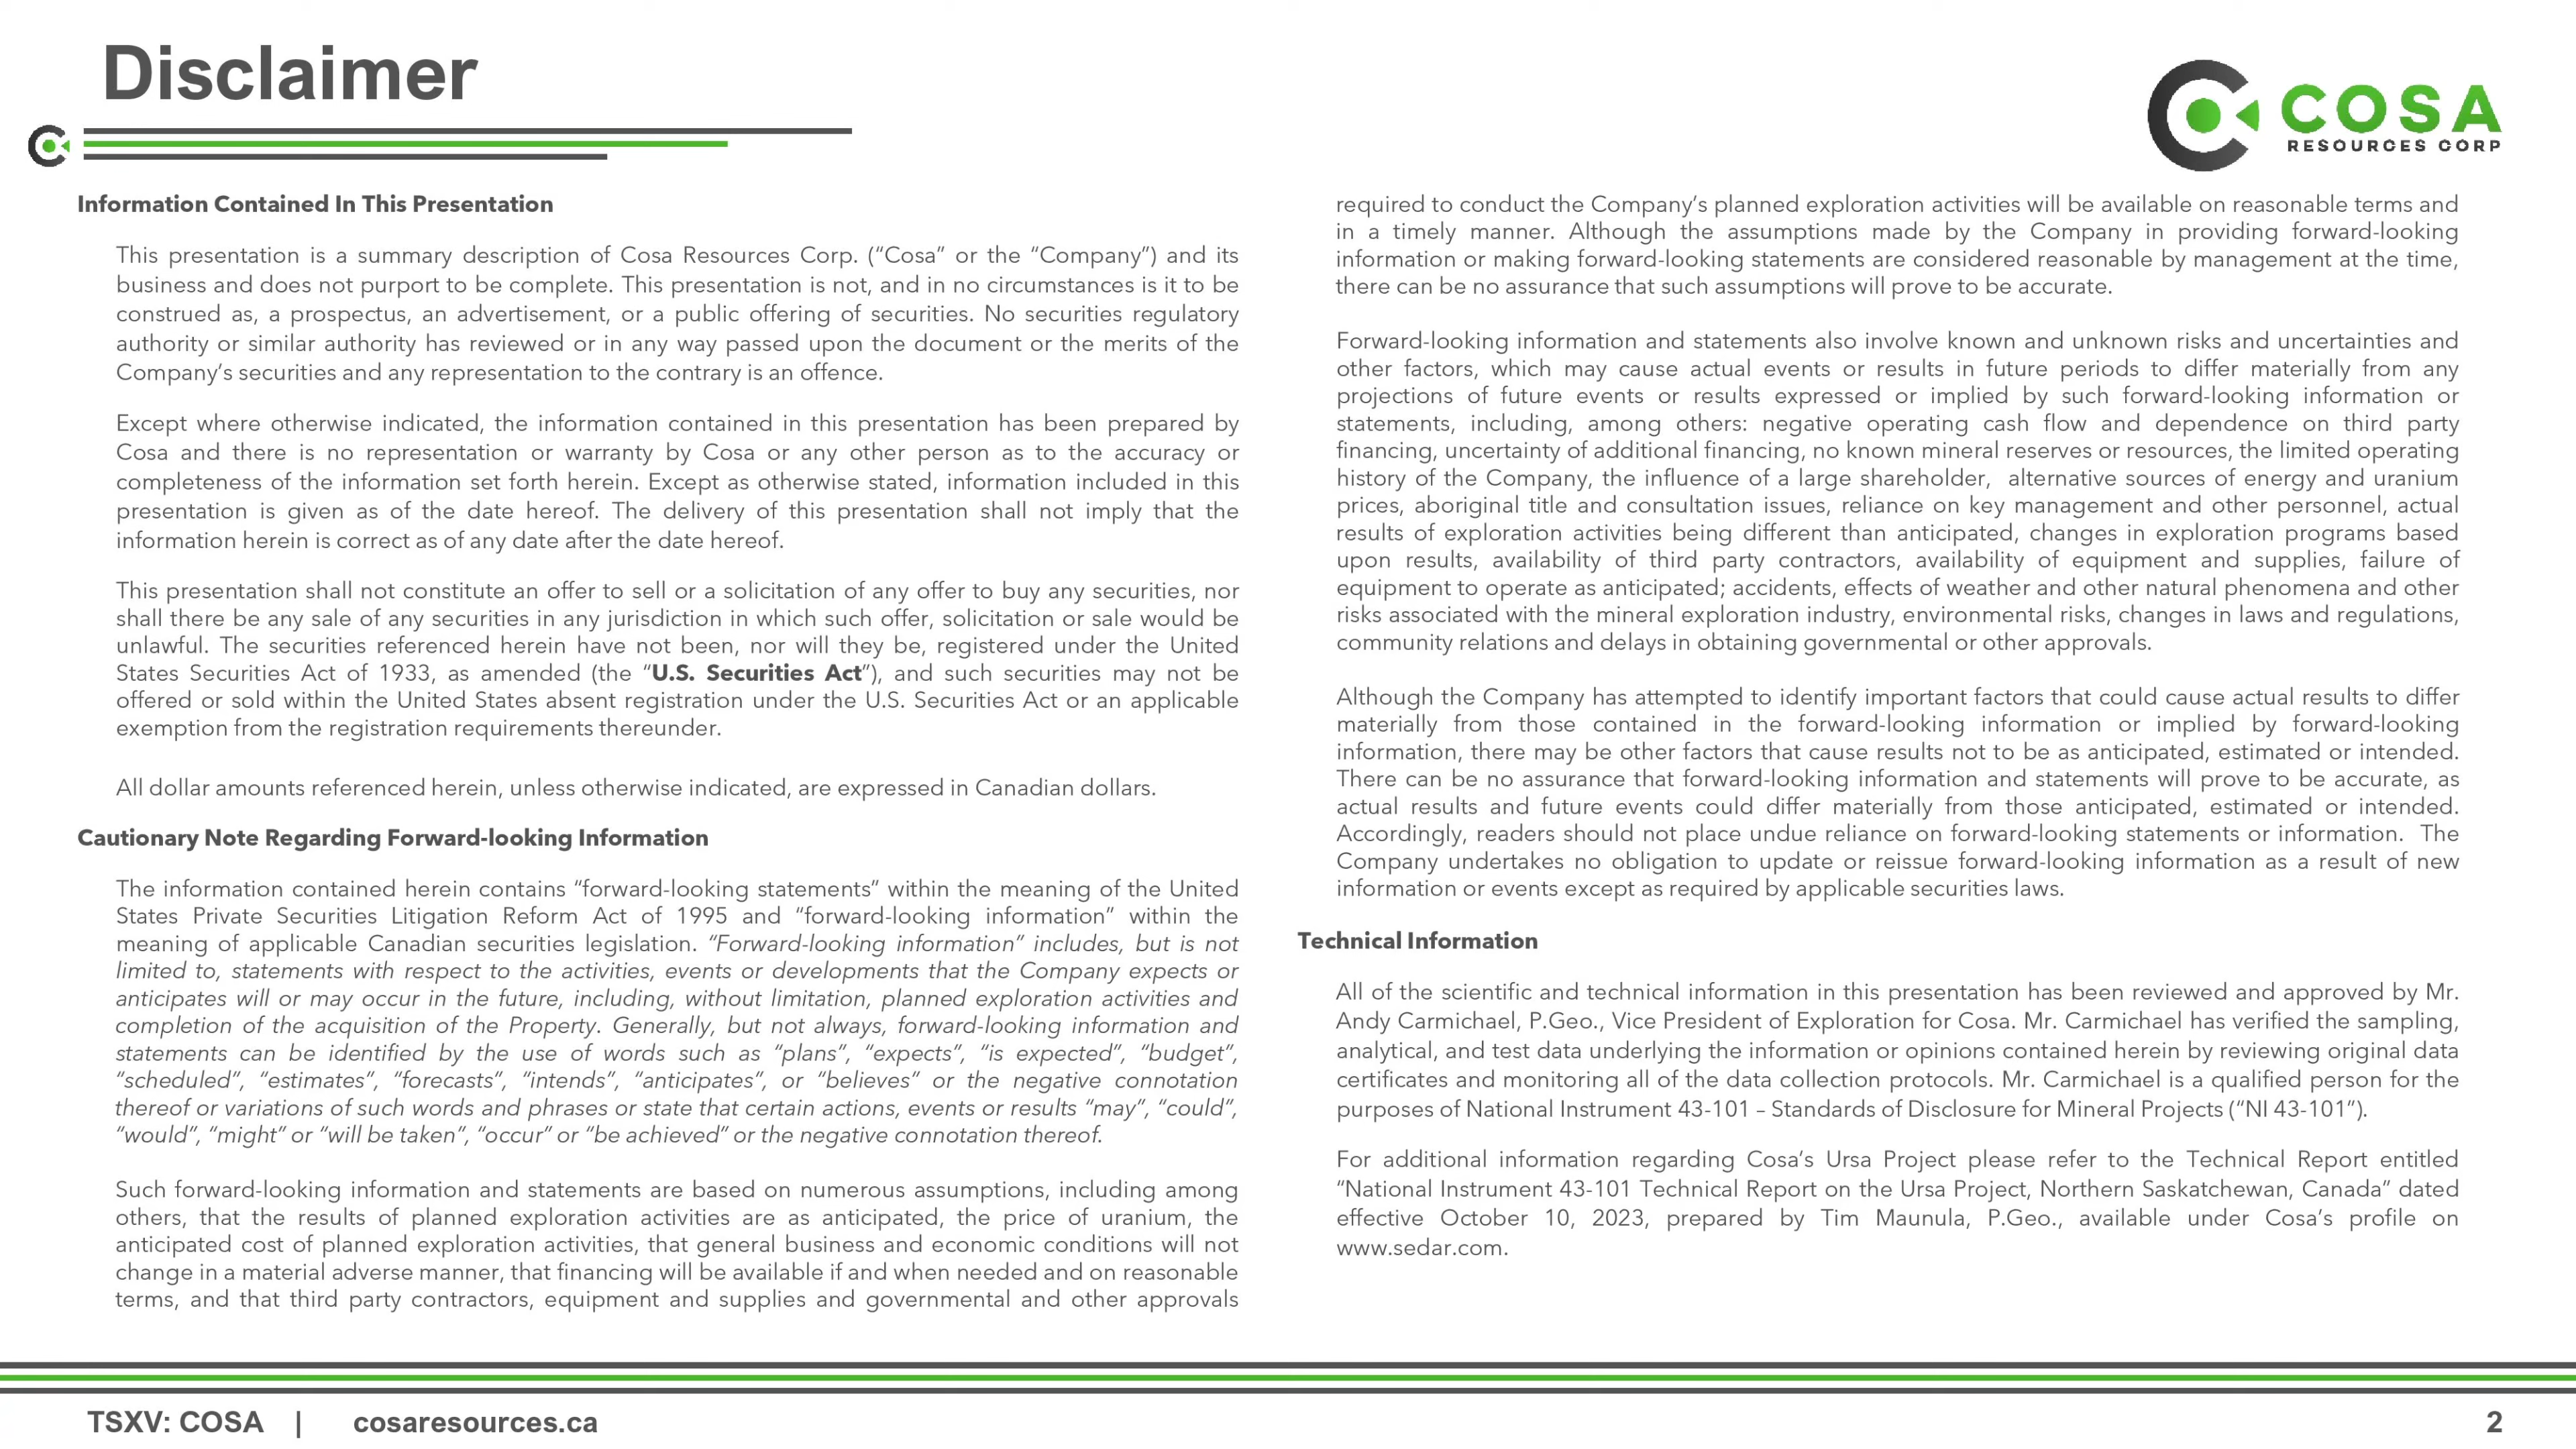 Disclaimer
COSA
RESOURCES CORP
Information Contained In This Presentation
This presentation is a summary description of Cosa Resources Corp. (“Cosa” or the “Company”) and its
business and does not purport to be complete. This presentation is not, and in no circumstances is it to be
construed as, a prospectus, an advertisement, or a public offering of securities. No securities regulatory
authority or similar authority has reviewed or in any way passed upon the document or the merits of the
Company’s securities and any representation to the contrary is an offence.
Except where otherwise indicated, the information contained in this presentation has been prepared by
Cosa and there is no representation or warranty by Cosa or any other person as to the accuracy or
completeness of the information set forth herein. Except as otherwise stated, information included in this
presentation is given as of the date hereof. The delivery of this presentation shall not imply that the
information herein is correct as of any date after the date hereof.
This presentation shall not constitute an offer to sell or a solicitation of any offer to buy any securities, nor
shall there be any sale of any securities in any jurisdiction in which such offer, solicitation or sale would be
unlawful. The securities referenced herein have not been, nor will they be, registered under the United
States Securities Act of 1933, as amended (the “U.S. Securities Act”), and such securities may not be
offered or sold within the United States absent registration under the U.S. Securities Act or an applicable
exemption from the registration requirements thereunder.
All dollar amounts referenced herein, unless otherwise indicated, are expressed in Canadian dollars.
Cautionary Note Regarding Forward-looking Information
The information contained herein contains “forward-looking statements” within the meaning of the United
States Private Securities Litigation Reform Act of 1995 and “forward-looking information” within the
meaning of applicable Canadian securities legislation. “Forward-looking information” includes, but is not
limited to, statements with respect to the activities, events or developments that the Company expects or
anticipates will or may occur in the future, including, without limitation, planned exploration activities and
completion of the acquisition of the Property. Generally, but not always, forward-looking information and
statements can be identified by the use of words such as “plans”, “expects”, “is expected”, “budget”,
“scheduled”, “estimates”, “forecasts”, “intends”, “anticipates”, or “believes” or the negative connotation
thereof or variations of such words and phrases or state that certain actions, events or results “may”, “could”,
“would”, “might” or “will be taken”, “occur” or “be achieved” or the negative connotation thereof.
Such forward-looking information and statements are based on numerous assumptions, including among
others, that the results of planned exploration activities are as anticipated, the price of uranium, the
anticipated cost of planned exploration activities, that general business and economic conditions will not
change in a material adverse manner, that financing will be available if and when needed and on reasonable
terms, and that third party contractors, equipment and supplies and governmental and other approvals
required to conduct the Company’s planned exploration activities will be available on reasonable terms and
in a timely manner. Although the assumptions made by the Company in providing forward-looking
information or making forward-looking statements are considered reasonable by management at the time,
there can be no assurance that such assumptions will prove to be accurate.
Forward-looking information and statements also involve known and unknown risks and uncertainties and
other factors, which may cause actual events or results in future periods to differ materially from any
projections of future events or results expressed or implied by such forward-looking information or
statements, including, among others: negative operating cash flow and dependence on third party
financing, uncertainty of additional financing, no known mineral reserves or resources, the limited operating
history of the Company, the influence of a large shareholder, alternative sources of energy and uranium
prices, aboriginal title and consultation issues, reliance on key management and other personnel, actual
results of exploration activities being different than anticipated, changes in exploration programs based
upon results, availability of third party contractors, availability of equipment and supplies, failure of
equipment to operate as anticipated; accidents, effects of weather and other natural phenomena and other
risks associated with the mineral exploration industry, environmental risks, changes in laws and regulations,
community relations and delays in obtaining governmental or other approvals.
Although the Company has attempted to identify important factors that could cause actual results to differ
materially from those contained in the forward-looking information or implied by forward-looking
information, there may be other factors that cause results not to be as anticipated, estimated or intended.
There can be no assurance that forward-looking information and statements will prove to be accurate, as
actual results and future events could differ materially from those anticipated, estimated or intended.
Accordingly, readers should not place undue reliance on forward-looking statements or information. The
Company undertakes no obligation to update or reissue forward-looking information as a result of new
information or events except as required by applicable securities laws.
Technical Information
All of the scientific and technical information in this presentation has been reviewed and approved by Mr.
Andy Carmichael, P.Geo., Vice President of Exploration for Cosa. Mr. Carmichael has verified the sampling,
analytical, and test data underlying the information or opinions contained herein by reviewing original data
certificates and monitoring all of the data collection protocols. Mr. Carmichael is a qualified person for the
purposes of National Instrument 43-101 – Standards of Disclosure for Mineral Projects (“NI 43-101”).
For additional information regarding Cosa’s Ursa Project please refer to the Technical Report entitled
“National Instrument 43-101 Technical Report on the Ursa Project, Northern Saskatchewan, Canada” dated
effective October 10, 2023, prepared by Tim Maunula, P.Geo., available under Cosa’s profile on
www.sedar.com.
TSXV: COSA | cosaresources.ca
2